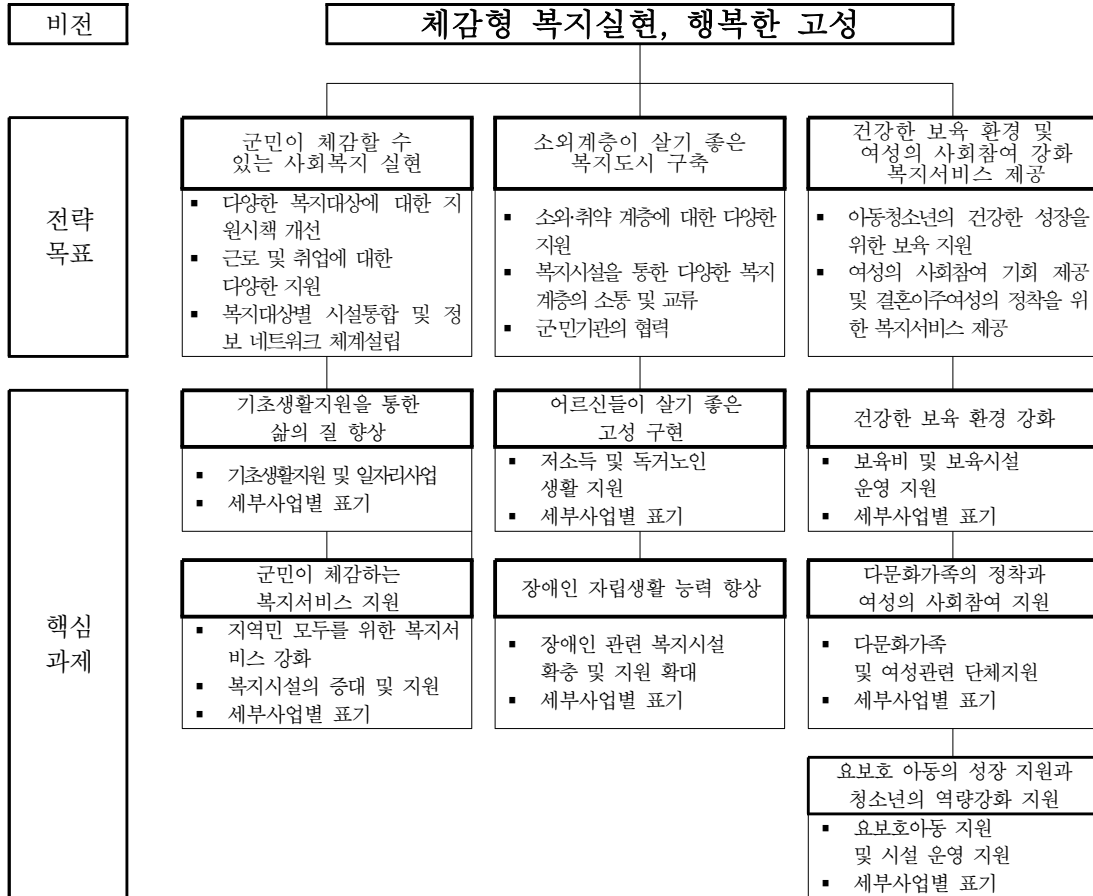 비전
체감형 복지실현, 행복한 고성
전략
목표
군민이 체감할 수
있는 사회복지 실현
▪ 다양한 복지대상에 대한 지
원시책 개선
▪ 근로 및 취업에 대한
다양한 지원
▪ 복지대상별 시설통합 및 정
보 네트워크 체계설립
소외계층이 살기 좋은
복지도시 구축
▪ 소외·취약 계층에 대한 다양한
지원
▪ 복지시설을 통한 다양한 복지
계층의 소통 및 교류
▪ 군·민기관의 협력
건강한 보육 환경 및
여성의 사회참여 강화
복지서비스 제공
▪ 아동청소년의 건강한 성장을
위한 보육 지원
▪ 여성의 사회참여 기회 제공
및 결혼이주여성의 정착을 위
한 복지서비스 제공
핵심
과제
기초생활지원을 통한
삶의 질 향상
▪ 기초생활지원 및 일자리사업
▪ 세부사업별 표기
어르신들이 살기 좋은
고성 구현
▪ 저소득 및 독거노인
생활 지원
▪ 세부사업별 표기
건강한 보육 환경 강화
▪ 보육비 및 보육시설
운영 지원
▪ 세부사업별 표기
군민이 체감하는
복지서비스 지원
▪ 지역민 모두를 위한 복지서
비스 강화
▪ 복지시설의 증대 및 지원
▪ 세부사업별 표기
장애인 자립생활 능력 향상
▪ 장애인 관련 복지시설
확충 및 지원 확대
▪ 세부사업별 표기
다문화가족의 정착과
여성의 사회참여 지원
▪ 다문화가족
및 여성관련 단체지원
▪ 세부사업별 표기
요보호 아동의 성장 지원과
청소년의 역량강화 지원
▪ 요보호아동 지원
및 시설 운영 지원
▪ 세부사업별 표기